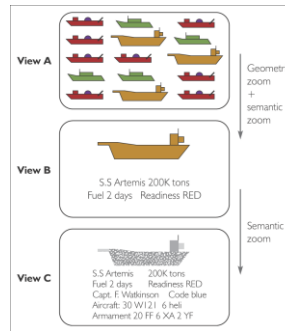 View A
Geometr
zoom
+
semantic
zoom
View B
S.S Artemis 200K tons
Fuel 2 days Readiness RED
Semantic
zoom
View C
S.S Artemis 200K tons
Fuel 2 days Readiness RED
Capt. F. Watkinson Code blue
Aircraft: 30 W121 6 heli
Armament 20 FF 6 XA 2 YF